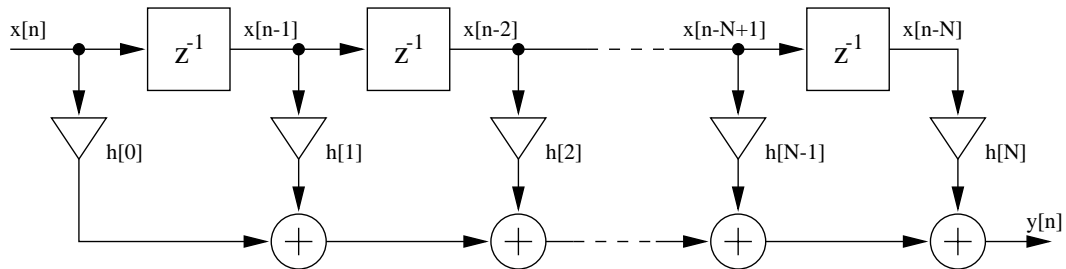 x[n] x[n-1] x[n-2] x[n-N+1] x[n-N]
z⁻¹ z⁻¹ z⁻¹
h[0] h[1] h[2] h[N-1] h[N]
+ + + + y[n]